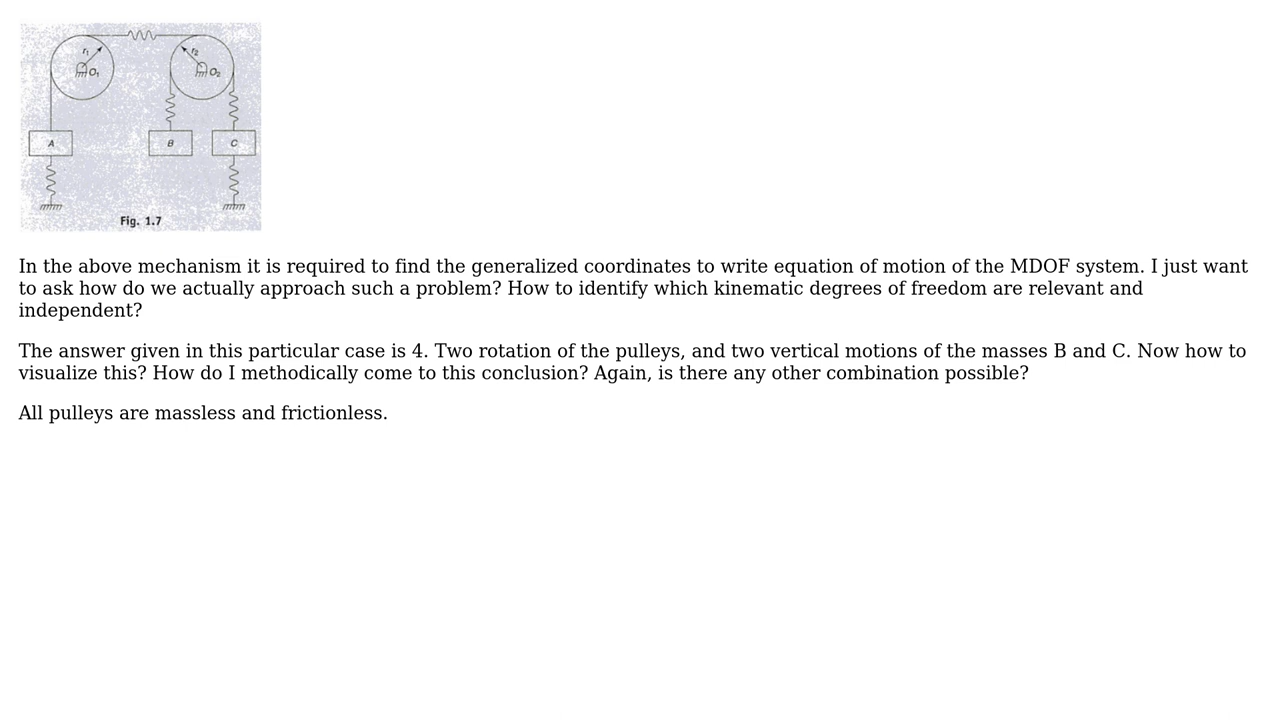 r₁ r₂
O₁ O₂
A B C
Fig. 1.7
In the above mechanism it is required to find the generalized coordinates to write equation of motion of the MDOF system. I just want
to ask how do we actually approach such a problem? How to identify which kinematic degrees of freedom are relevant and
independent?
The answer given in this particular case is 4. Two rotation of the pulleys, and two vertical motions of the masses B and C. Now how to
visualize this? How do I methodically come to this conclusion? Again, is there any other combination possible?
All pulleys are massless and frictionless.